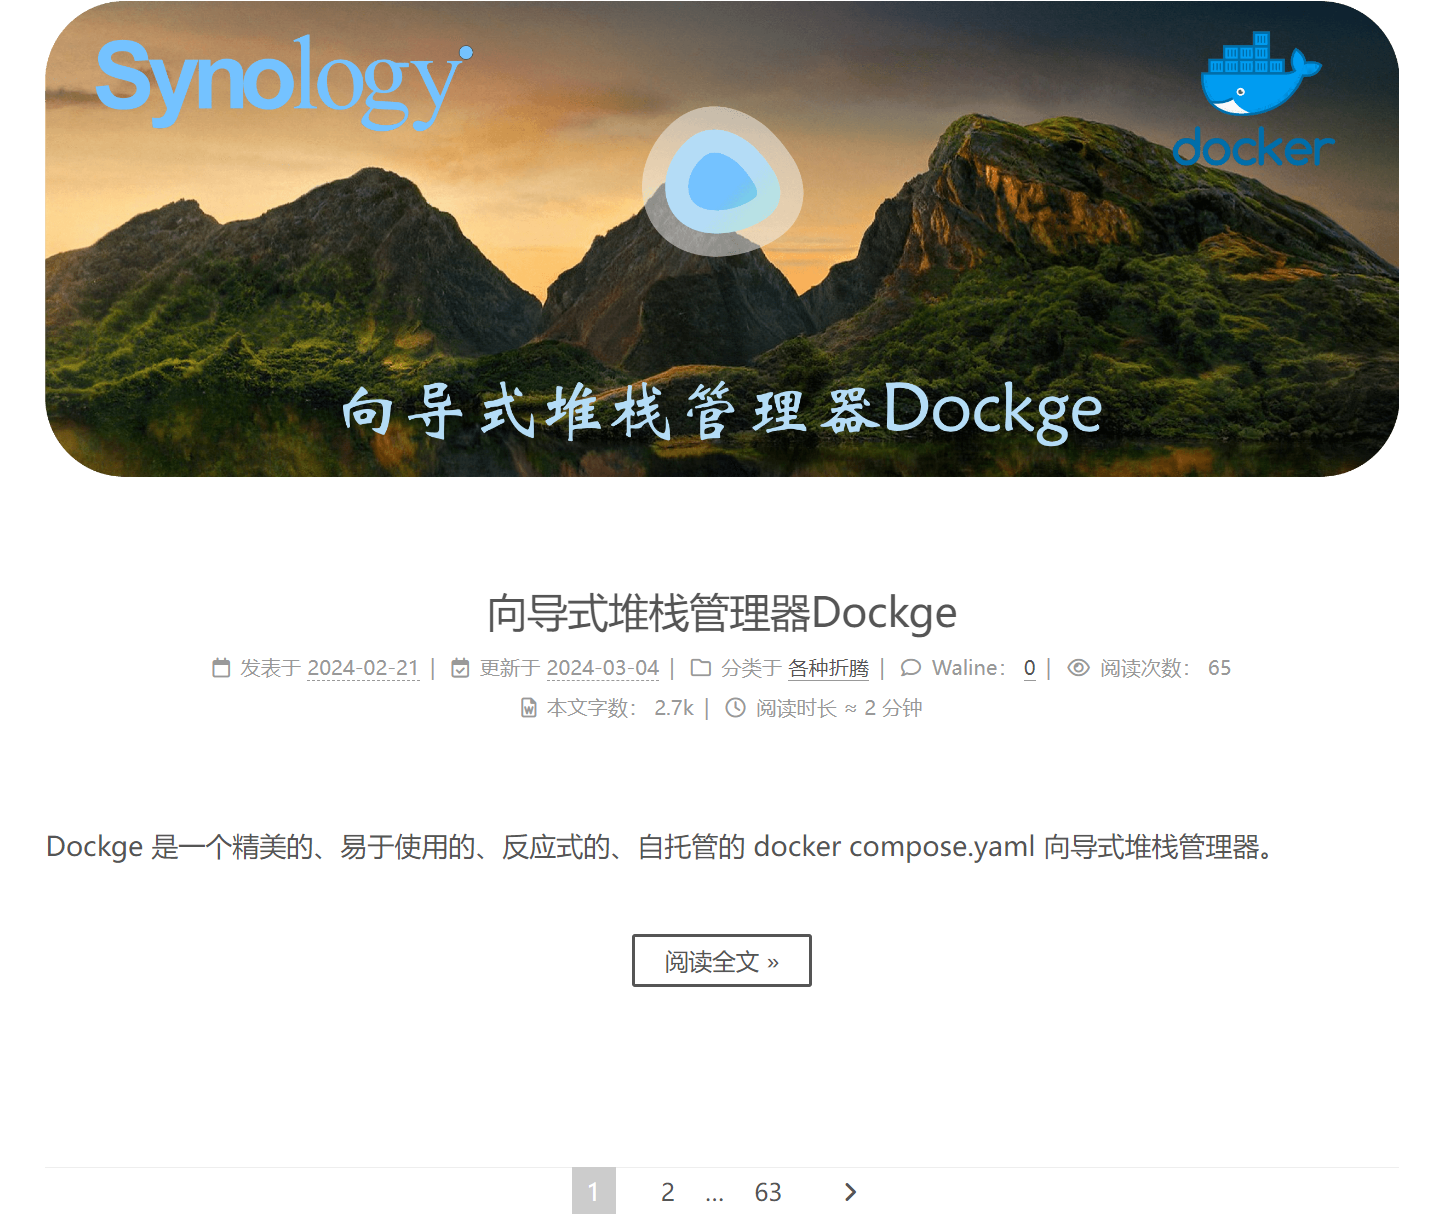 Synology
docker
向导式堆栈管理器Dockge
向导式堆栈管理器Dockge
发表于 2024-02-21 | 更新于 2024-03-04 | 分类于 各种折腾 | Waline： 0 | 阅读次数： 65
本文字数： 2.7k | 阅读时长 ≈ 2 分钟
Dockge 是一个精美的、易于使用的、反应式的、自托管的 docker compose.yaml 向导式堆栈管理器。
阅读全文 »
1 2 … 63